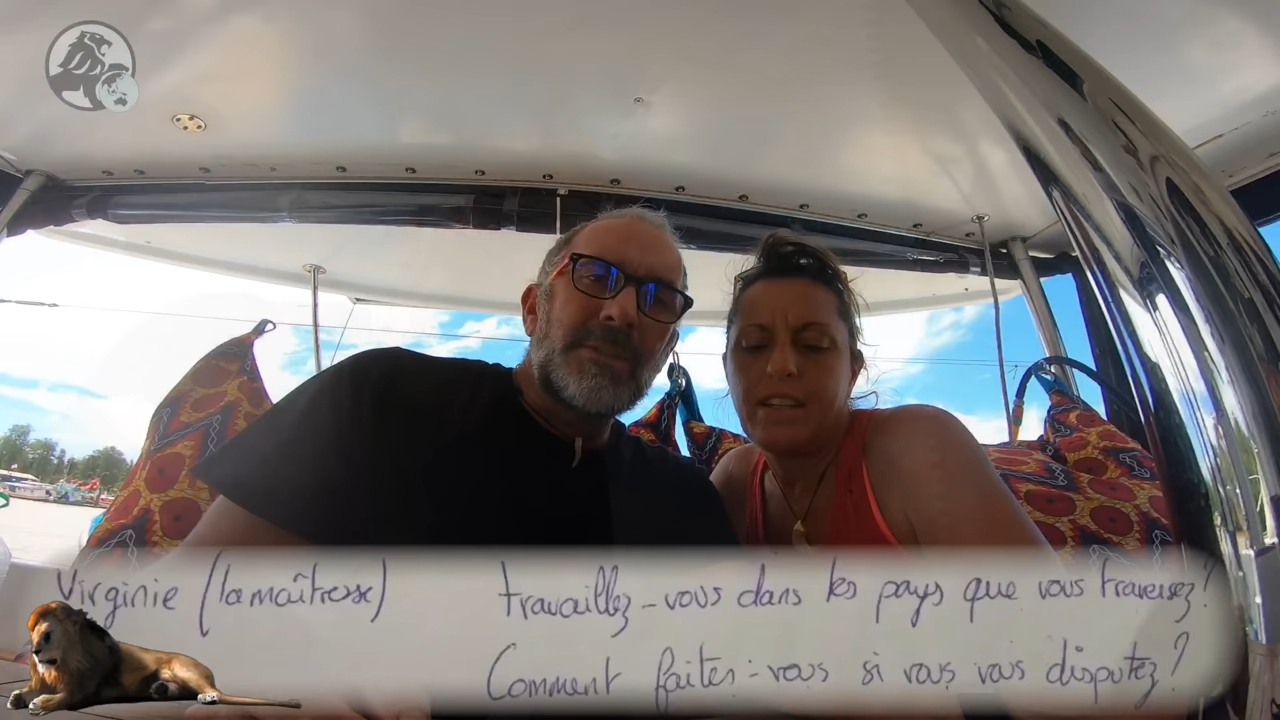 Virginie (la maîtresse) travaillez-vous dans les pays que vous traversez?
Comment faites-vous si vous vous disputez?